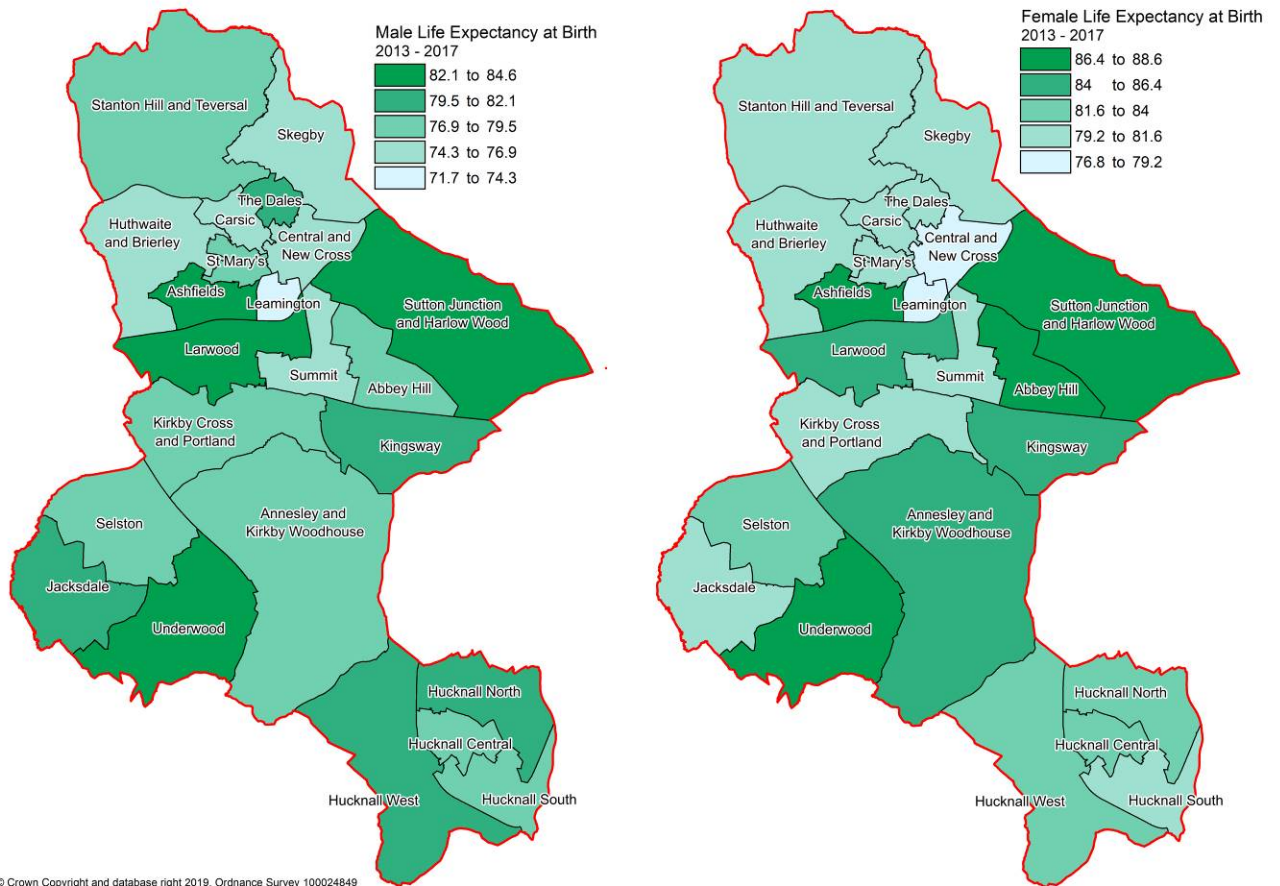 Male Life Expectancy at Birth
2013 - 2017
82.1 to 84.6
79.5 to 82.1
76.9 to 79.5
74.3 to 76.9
71.7 to 74.3
Stanton Hill and Teversal
Skegby
The Dales
Carsic
Huthwaite
and Brierley
Central and
New Cross
St Mary's
Ashfields
Leamington
Sutton Junction
and Harlow Wood
Larwood
Summit
Abbey Hill
Kirkby Cross
and Portland
Kingsway
Selston
Annesley and
Kirkby Woodhouse
Jacksdale
Underwood
Hucknall North
Hucknall Central
Hucknall West
Hucknall South
© Crown Copyright and database right 2019. Ordnance Survey 100024849
Female Life Expectancy at Birth
2013 - 2017
86.4 to 88.6
84 to 86.4
81.6 to 84
79.2 to 81.6
76.8 to 79.2
Stanton Hill and Teversal
Skegby
The Dales
Carsic
Huthwaite
and Brierley
Central and
New Cross
St Mary's
Ashfields
Leamington
Sutton Junction
and Harlow Wood
Larwood
Summit
Abbey Hill
Kirkby Cross
and Portland
Kingsway
Selston
Annesley and
Kirkby Woodhouse
Jacksdale
Underwood
Hucknall North
Hucknall Central
Hucknall West
Hucknall South